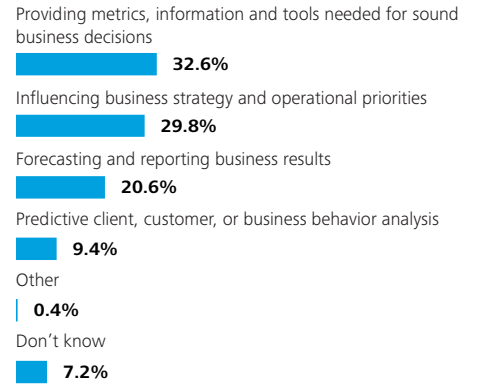 Providing metrics, information and tools needed for sound
business decisions
32.6%
Influencing business strategy and operational priorities
29.8%
Forecasting and reporting business results
20.6%
Predictive client, customer, or business behavior analysis
9.4%
Other
0.4%
Don’t know
7.2%